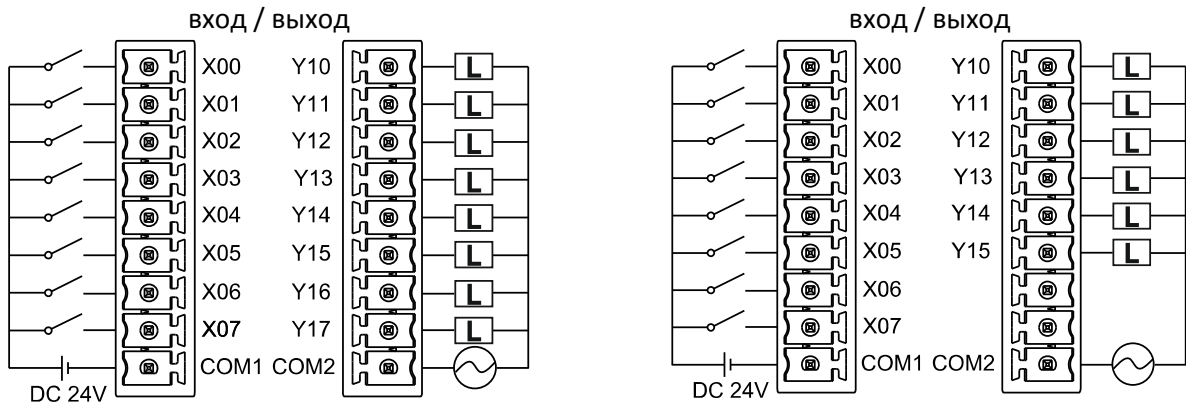 вход / выход
X00 Y10 L
X01 Y11 L
X02 Y12 L
X03 Y13 L
X04 Y14 L
X05 Y15 L
X06 Y16 L
X07 Y17 L
COM1 COM2
DC 24V
вход / выход
X00 Y10 L
X01 Y11 L
X02 Y12 L
X03 Y13 L
X04 Y14 L
X05 Y15 L
X06
X07
COM1 COM2
DC 24V